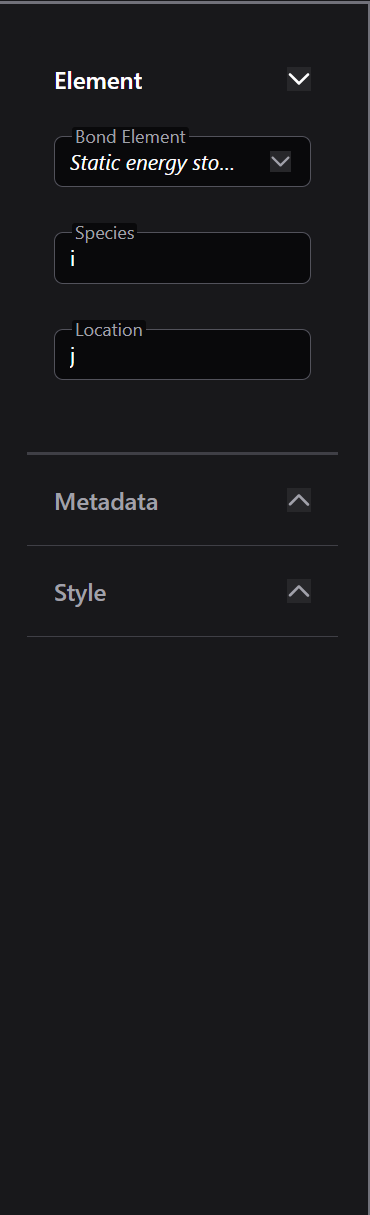 Element
Bond Element
Static energy sto...
Species
i
Location
j
Metadata
Style